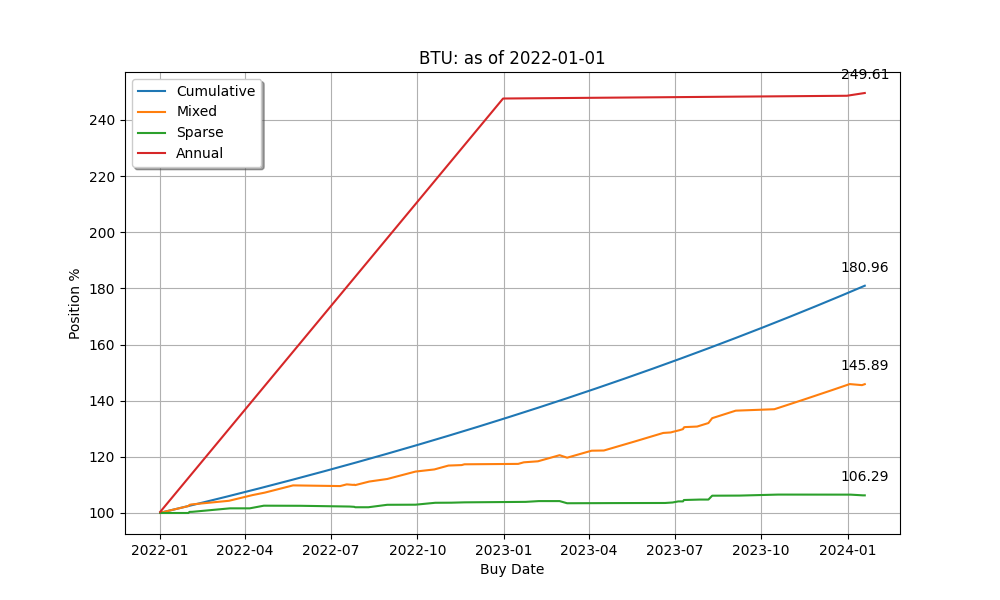 BTU: as of 2022-01-01
249.61
Cumulative
Mixed
Sparse
Annual
240
220
200
180
160
140
120
100
Position %
180.96
145.89
106.29
2022-01 2022-04 2022-07 2022-10 2023-01 2023-04 2023-07 2023-10 2024-01
Buy Date